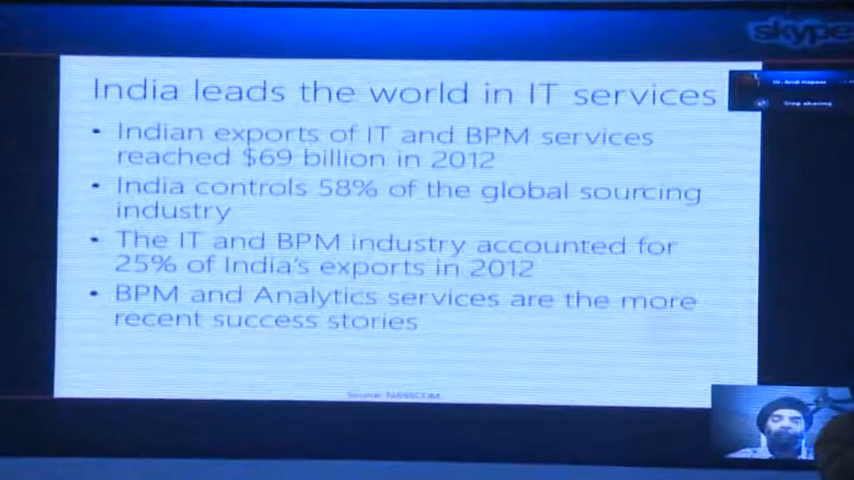 skype
India leads the world in IT services
• Indian exports of IT and BPM services
reached $69 billion in 2012
• India controls 58% of the global sourcing
industry
• The IT and BPM industry accounted for
25% of India's exports in 2012
• BPM and Analytics services are the more
recent success stories
Source: NASSCOM
Stop sharing